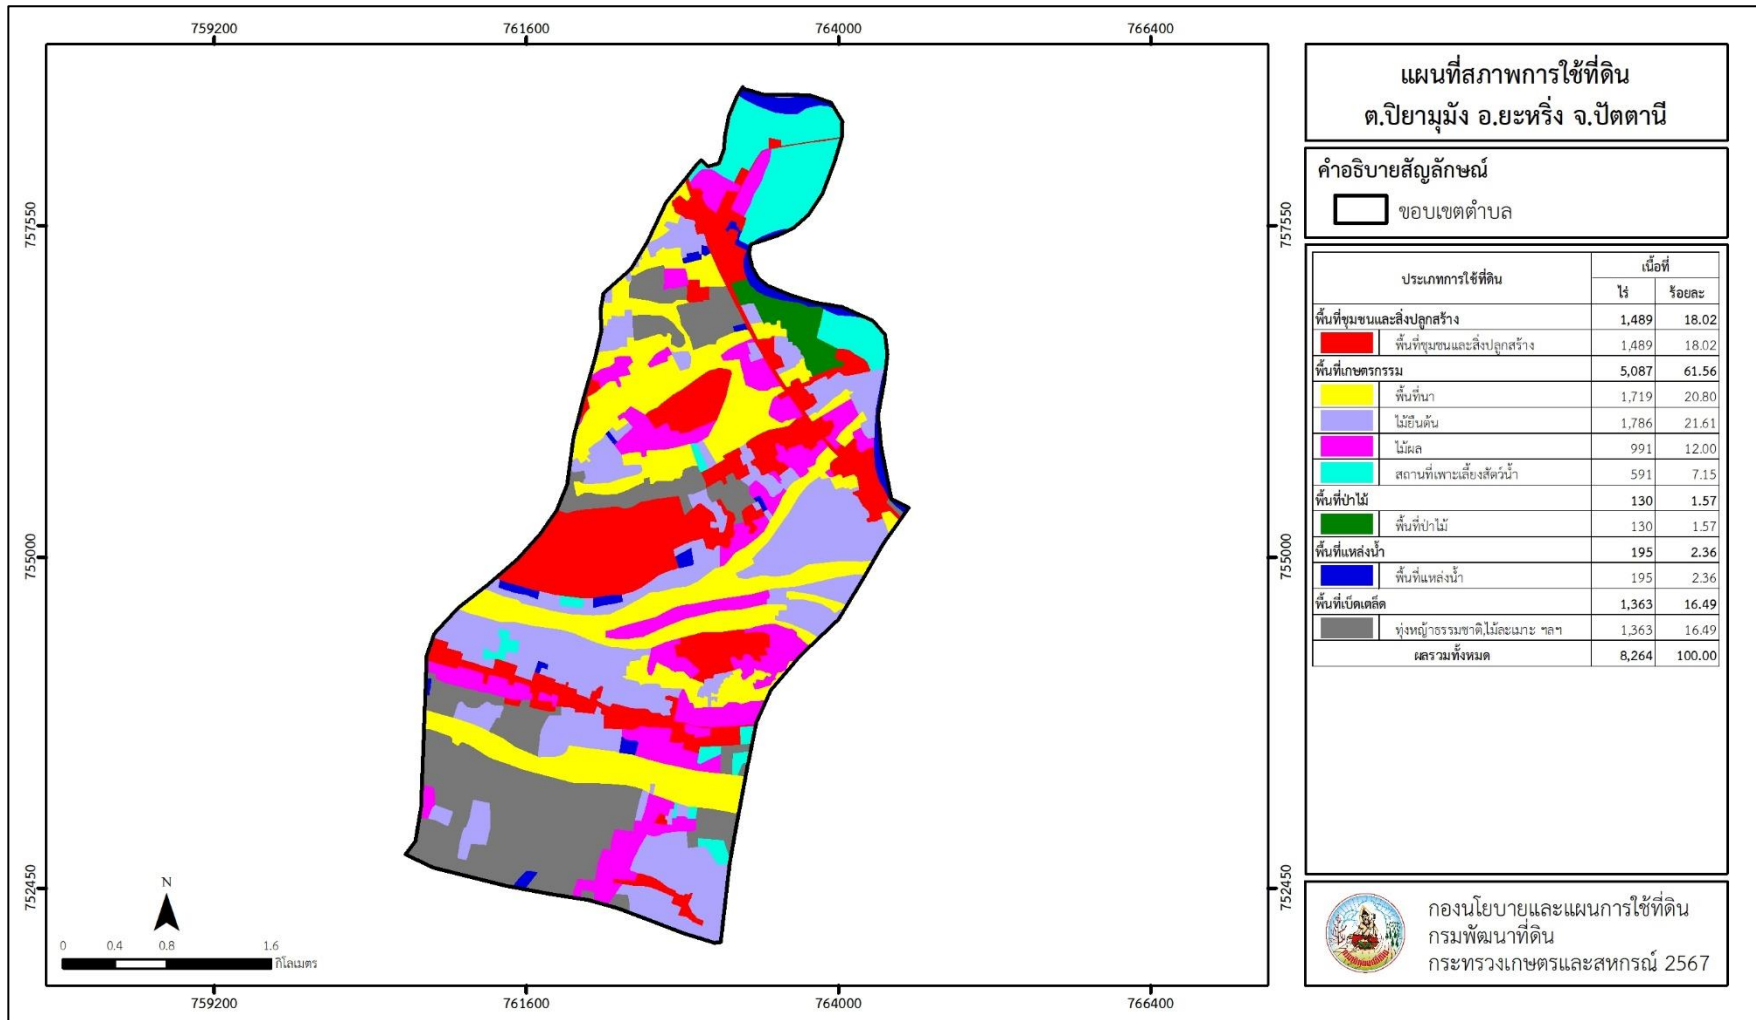 759200
761600
764000
766400
757550
757550
755000
755000
752450
752450
N
0 0.4 0.8 1.6
กิโลเมตร
759200
761600
764000
766400
แผนที่สภาพการใช้ที่ดิน
ต.ปิยามุมัง อ.ยะหริ่ง จ.ปัตตานี
คำอธิบายสัญลักษณ์
ขอบเขตตำบล
ประเภทการใช้ที่ดิน เนื้อที่
ไร่ ร้อยละ
พื้นที่ชุมชนและสิ่งปลูกสร้าง 1,489 18.02
พื้นที่ชุมชนและสิ่งปลูกสร้าง 1,489 18.02
พื้นที่เกษตรกรรม 5,087 61.56
พื้นที่นา 1,719 20.80
ไม้ยืนต้น 1,786 21.61
ไม้ผล 991 12.00
สถานที่เพาะเลี้ยงสัตว์น้ำ 591 7.15
พื้นที่ป่าไม้ 130 1.57
พื้นที่ป่าไม้ 130 1.57
พื้นที่แหล่งน้ำ 195 2.36
พื้นที่แหล่งน้ำ 195 2.36
พื้นที่เบ็ดเตล็ด 1,363 16.49
ทุ่งหญ้าธรรมชาติ,ไม้ละเมาะ ฯลฯ 1,363 16.49
ผลรวมทั้งหมด 8,264 100.00
กองนโยบายและแผนการใช้ที่ดิน
กรมพัฒนาที่ดิน
กระทรวงเกษตรและสหกรณ์ 2567